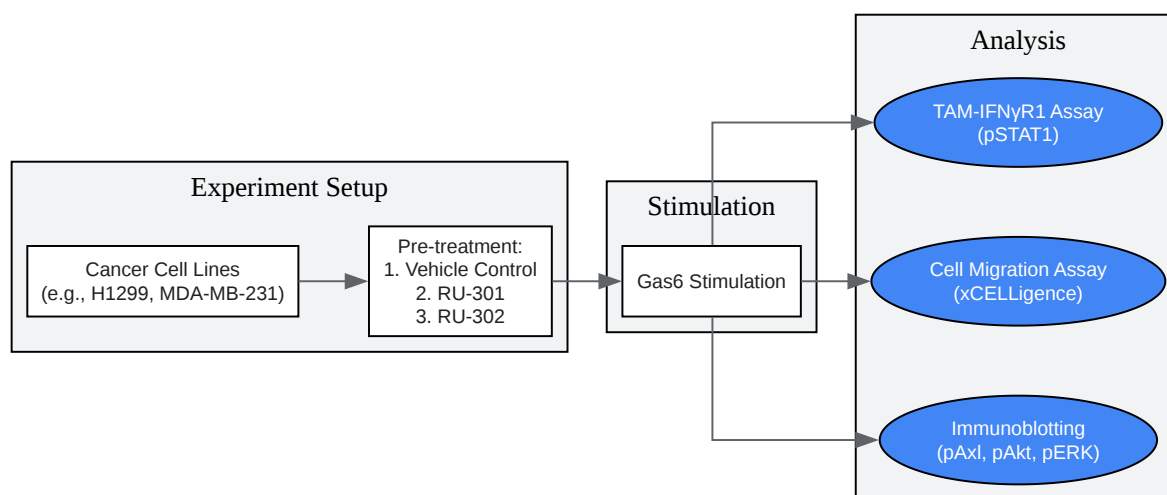 Experiment Setup
Cancer Cell Lines
(e.g., H1299, MDA-MB-231)
Pre-treatment:
1. Vehicle Control
2. RU-301
3. RU-302
Stimulation
Gas6 Stimulation
Analysis
TAM-IFNγR1 Assay
(pSTAT1)
Cell Migration Assay
(xCELLigence)
Immunoblotting
(pAxl, pAkt, pERK)